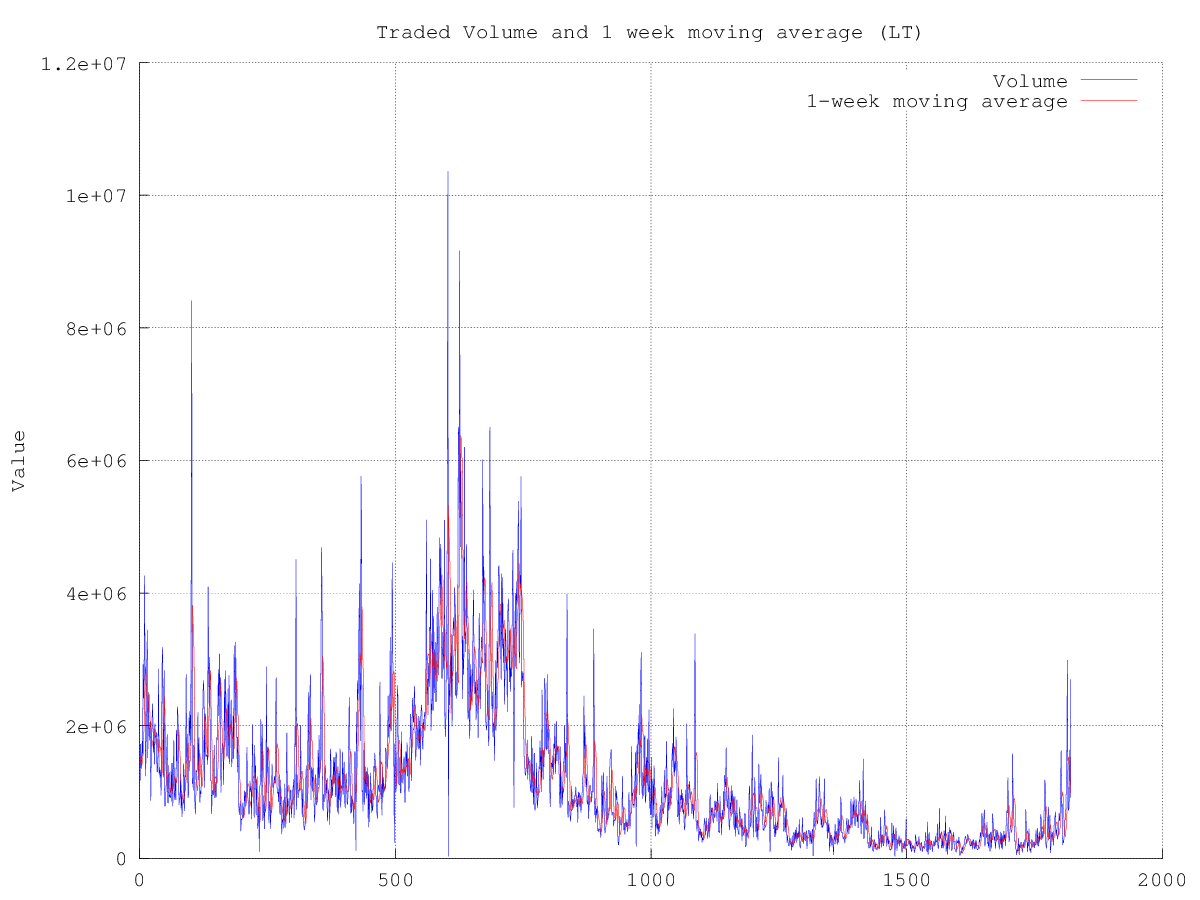 Traded Volume and 1 week moving average (LT)
1.2e+07
Volume
1-week moving average
1e+07
8e+06
6e+06
Value
4e+06
2e+06
0
0 500 1000 1500 2000